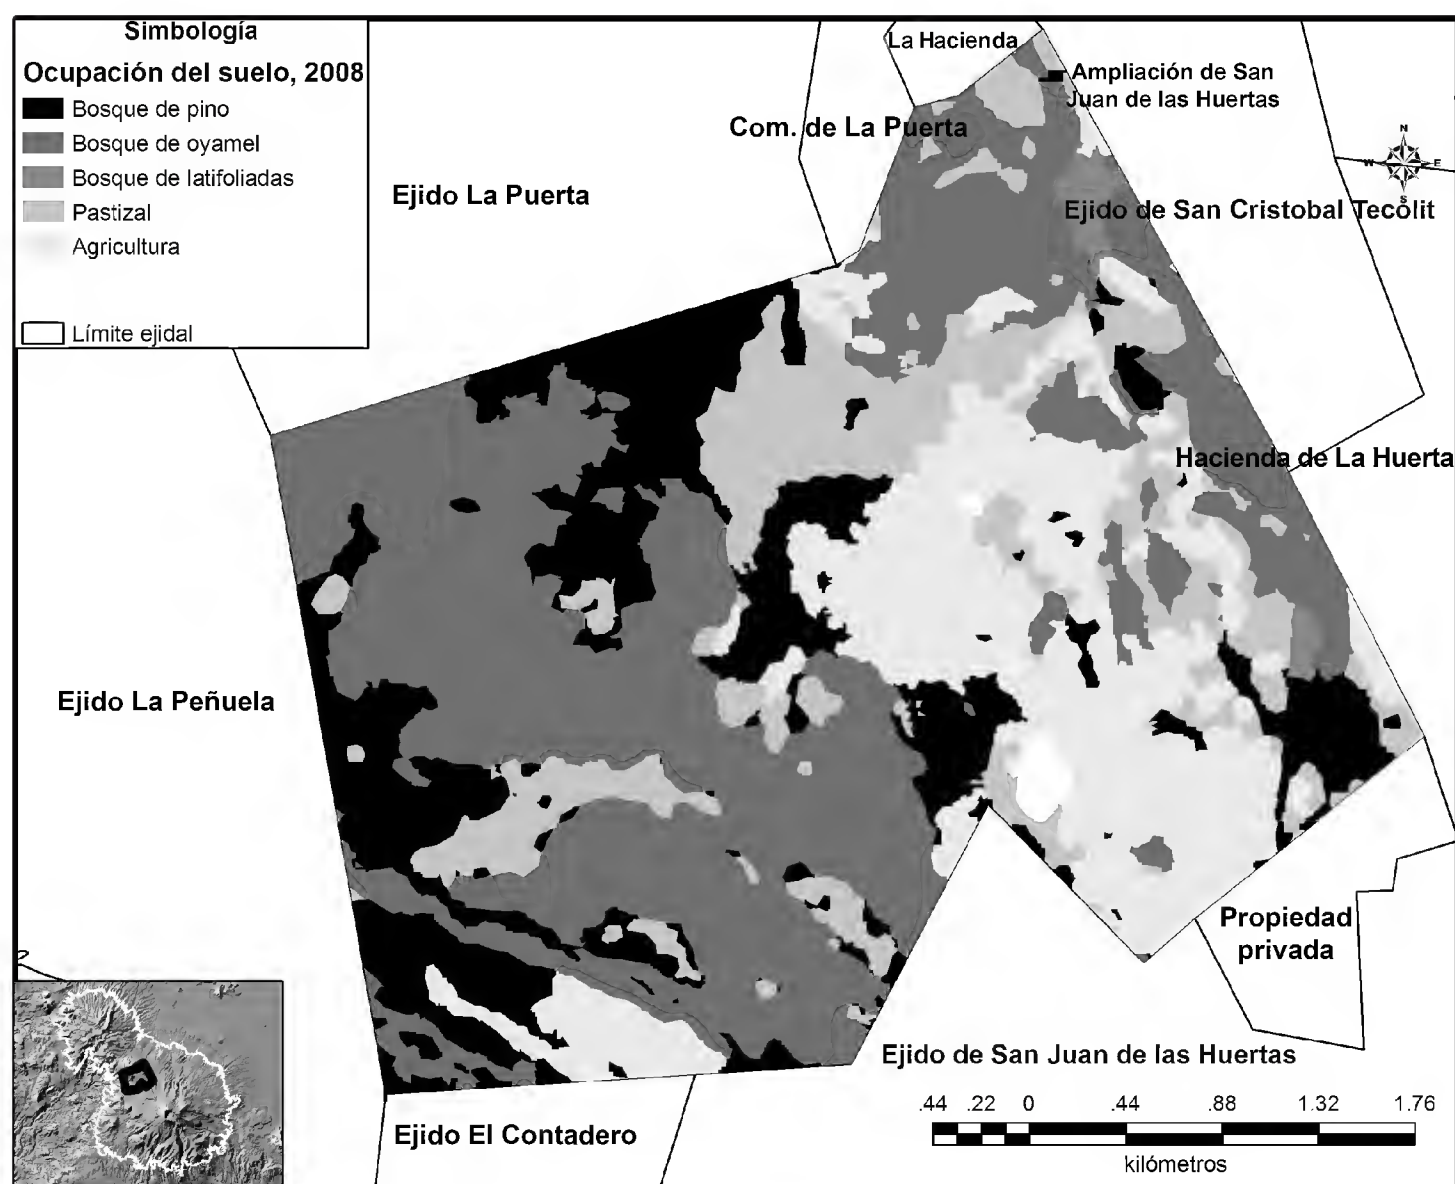 Simbología
Ocupación del suelo, 2008
Bosque de pino
Bosque de oyamel
Bosque de latifoliadas
Pastizal
Agricultura
Límite ejidal
La Hacienda
Ampliación de San
Juan de las Huertas
Com. de La Puerta
Ejido La Puerta
Ejido de San Cristobal Tecolit
N
W E
S
Hacienda de La Huerta
Ejido La Peñuela
Propiedad
privada
Ejido de San Juan de las Huertas
Ejido El Contadero
.44 .22 0 .44 .88 1.32 1.76
kilómetros